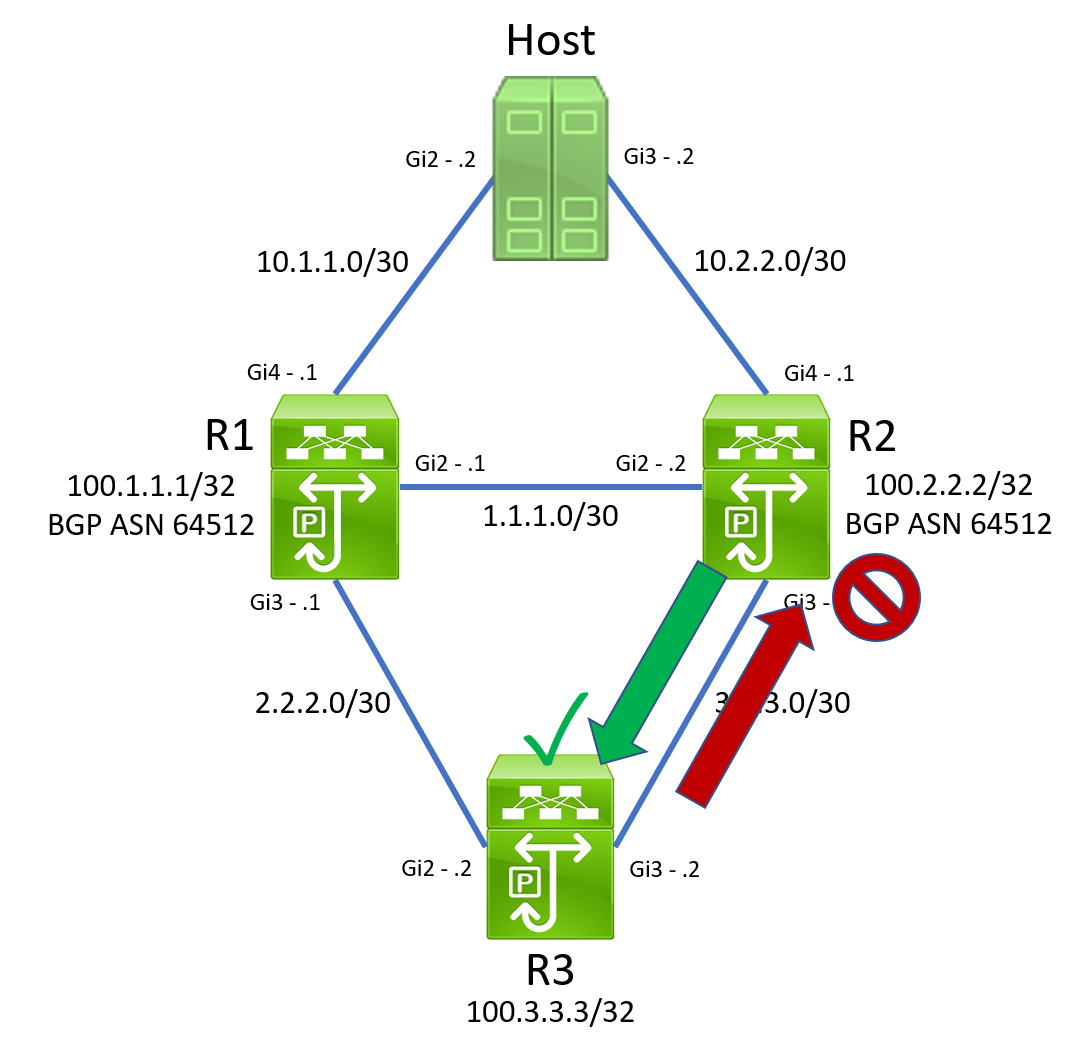 Host
Gi2 - .2
Gi3 - .2
10.1.1.0/30
10.2.2.0/30
Gi4 - .1
Gi4 - .1
R1
R2
Gi2 - .1
Gi2 - .2
100.1.1.1/32
100.2.2.2/32
BGP ASN 64512
1.1.1.0/30
BGP ASN 64512
P
P
Gi3 - .1
Gi3 -
2.2.2.0/30
3.0/30
Gi2 - .2
Gi3 - .2
P
R3
100.3.3.3/32